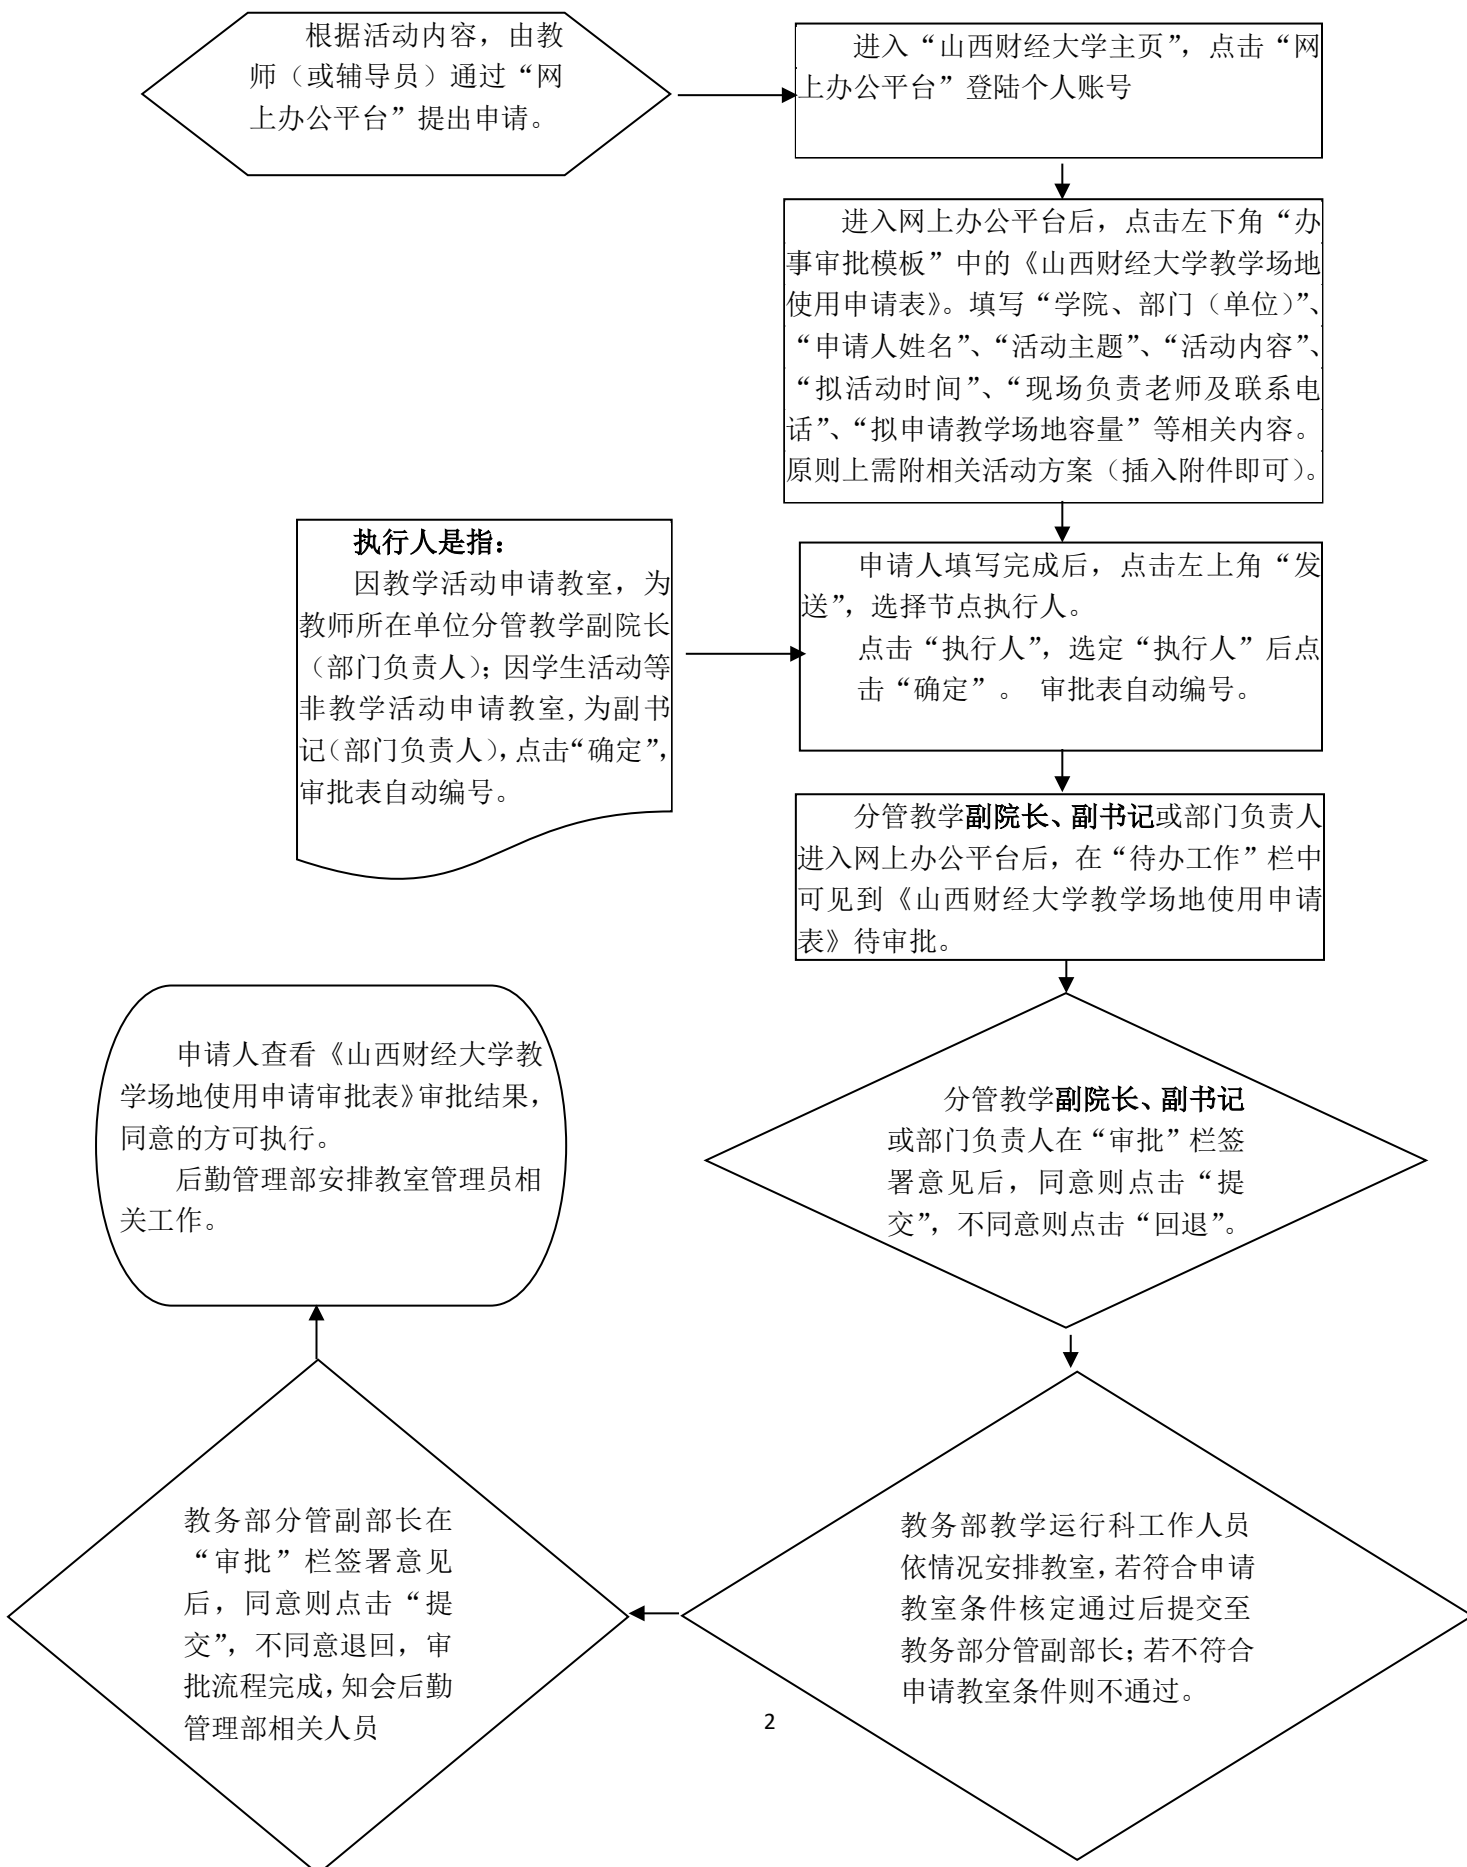 根据活动内容，由教
师（或辅导员）通过“网
上办公平台”提出申请。
进入“山西财经大学主页”，点击“网
上办公平台”登陆个人账号
进入网上办公平台后，点击左下角“办
事审批模板”中的《山西财经大学教学场地
使用申请表》。填写“学院、部门（单位）”、
“申请人姓名”、“活动主题”、“活动内容”、
“拟活动时间”、“现场负责老师及联系电
话”、“拟申请教学场地容量”等相关内容。
原则上需附相关活动方案（插入附件即可）。
执行人是指：
因教学活动申请教室，为
教师所在单位分管教学副院长
（部门负责人）；因学生活动等
非教学活动申请教室,为副书
记（部门负责人），点击“确定”，
审批表自动编号。
申请人填写完成后，点击左上角“发
送”，选择节点执行人。
点击“执行人”，选定“执行人”后点
击“确定”。 审批表自动编号。
分管教学副院长、副书记或部门负责人
进入网上办公平台后，在“待办工作”栏中
可见到《山西财经大学教学场地使用申请
表》待审批。
分管教学副院长、副书记
或部门负责人在“审批”栏签
署意见后，同意则点击“提
交”，不同意则点击“回退”。
申请人查看《山西财经大学教
学场地使用申请审批表》审批结果，
同意的方可执行。
后勤管理部安排教室管理员相
关工作。
教务部教学运行科工作人员
依情况安排教室，若符合申请
教室条件核定通过后提交至
教务部分管副部长；若不符合
申请教室条件则不通过。
教务部分管副部长在
“审批”栏签署意见
后，同意则点击“提
交”，不同意退回，审
批流程完成，知会后勤
管理部相关人员
2